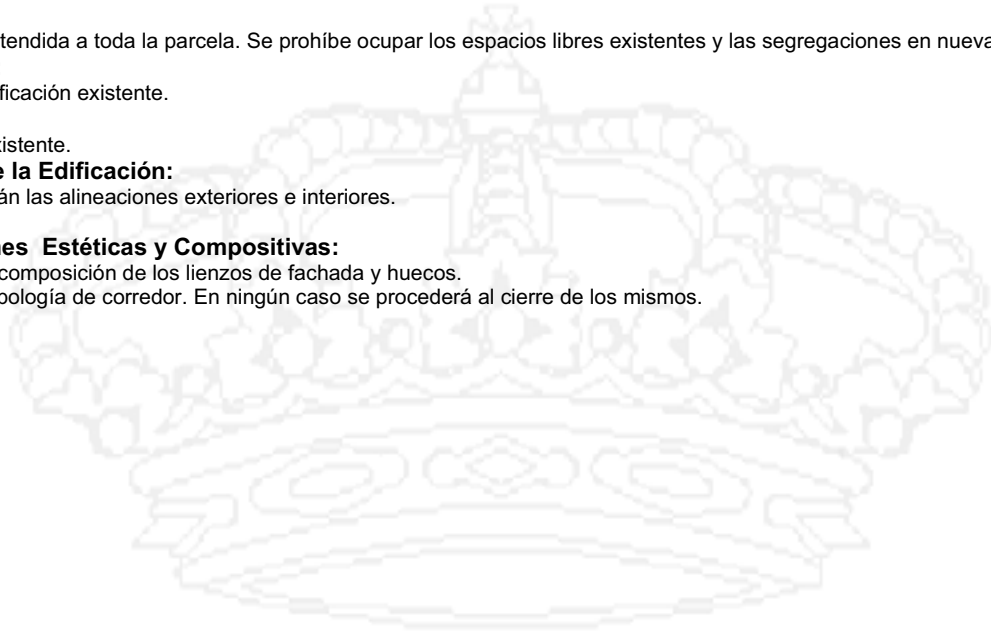 tendida a toda la parcela. Se prohíbe ocupar los espacios libres existentes y las segregaciones en nueva
ficación existente.
istente.
e la Edificación:
án las alineaciones exteriores e interiores.
nes Estéticas y Compositivas:
composición de los lienzos de fachada y huecos.
pología de corredor. En ningún caso se procederá al cierre de los mismos.